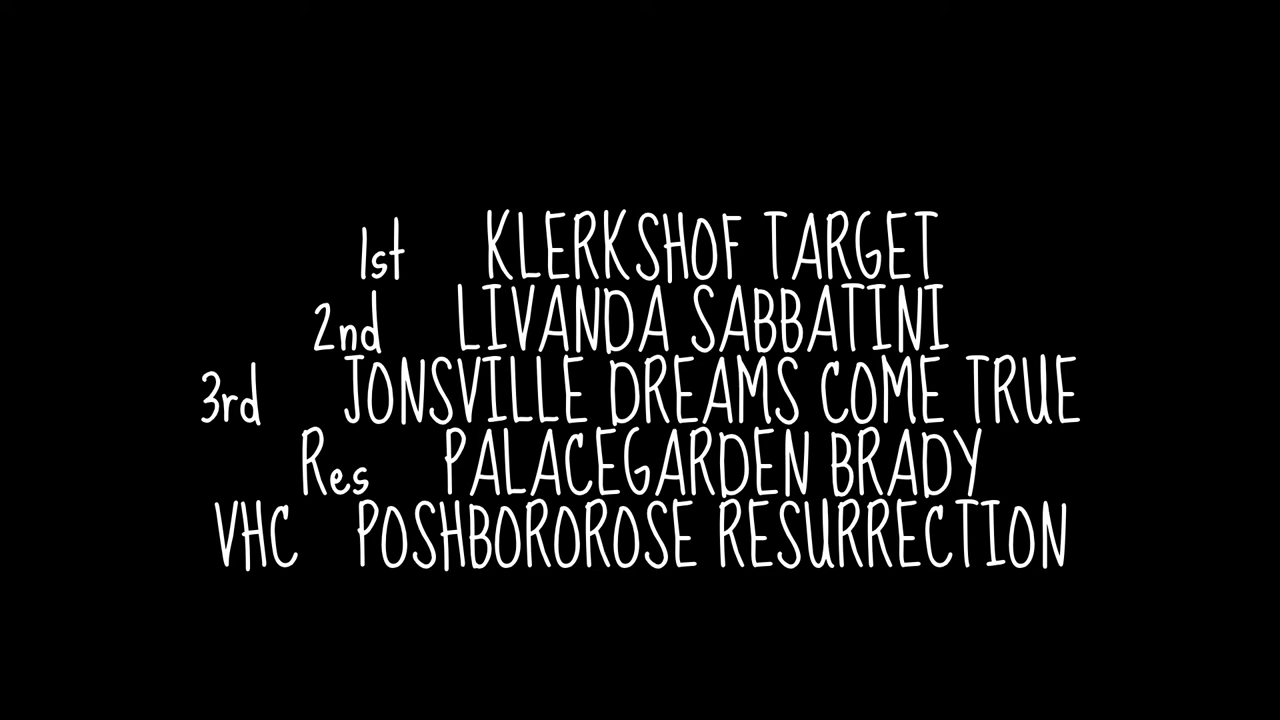 1st KLERKSHOF TARGET
2nd LIVANDA SABBATINI
3rd JONSVILLE DREAMS COME TRUE
Res PALACEGARDEN BRADY
VHC POSHBOROROSE RESURRECTION